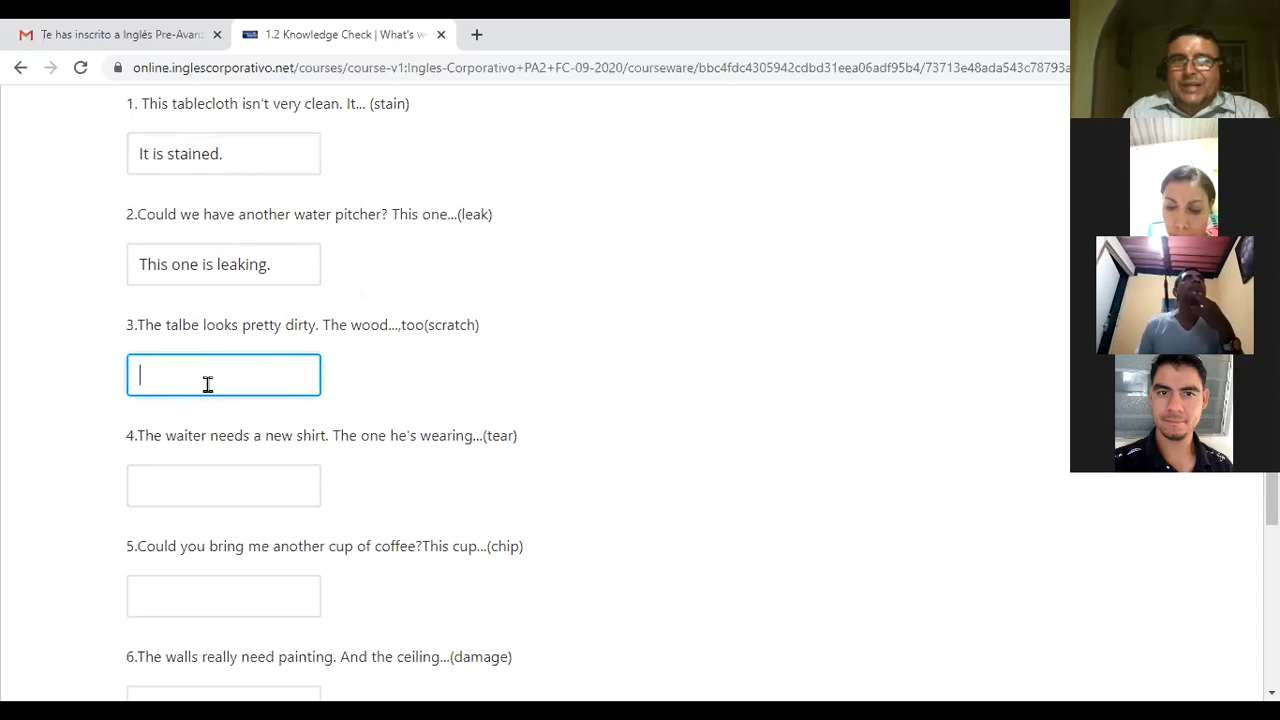 Te has inscrito a Inglés Pre-Avan
1.2 Knowledge Check | What's w
online.inglescorporativo.net/courses/course-v1:Ingles-Corporativo+PA2+FC-09-2020/courseware/bbc4fdc4305942cdbd31eea06adf95b4/73713e48ada543c78793a
1. This tablecloth isn't very clean. It... (stain)
It is stained.
2.Could we have another water pitcher? This one...(leak)
This one is leaking.
3.The talbe looks pretty dirty. The wood...,too(scratch)
4.The waiter needs a new shirt. The one he's wearing...(tear)
5.Could you bring me another cup of coffee?This cup...(chip)
6.The walls really need painting. And the ceiling...(damage)